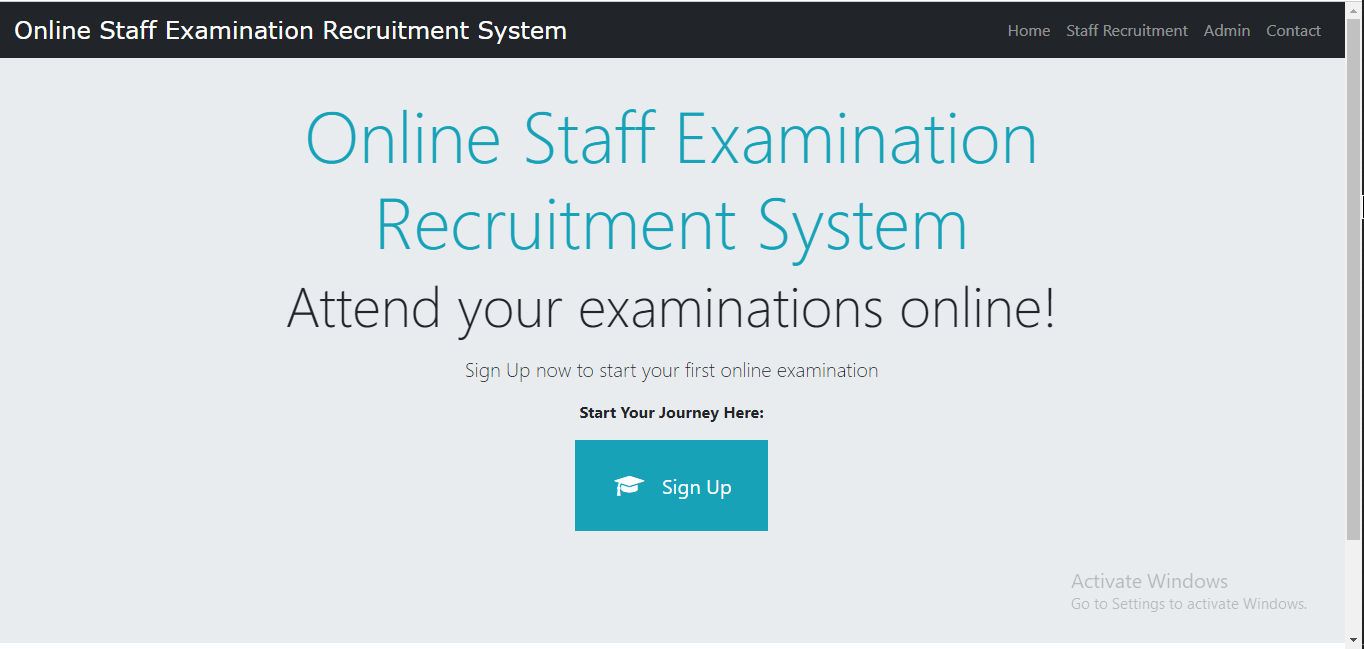 Online Staff Examination Recruitment System
Home Staff Recruitment Admin Contact
Online Staff Examination
Recruitment System
Attend your examinations online!
Sign Up now to start your first online examination
Start Your Journey Here:
Sign Up
Activate Windows
Go to Settings to activate Windows.